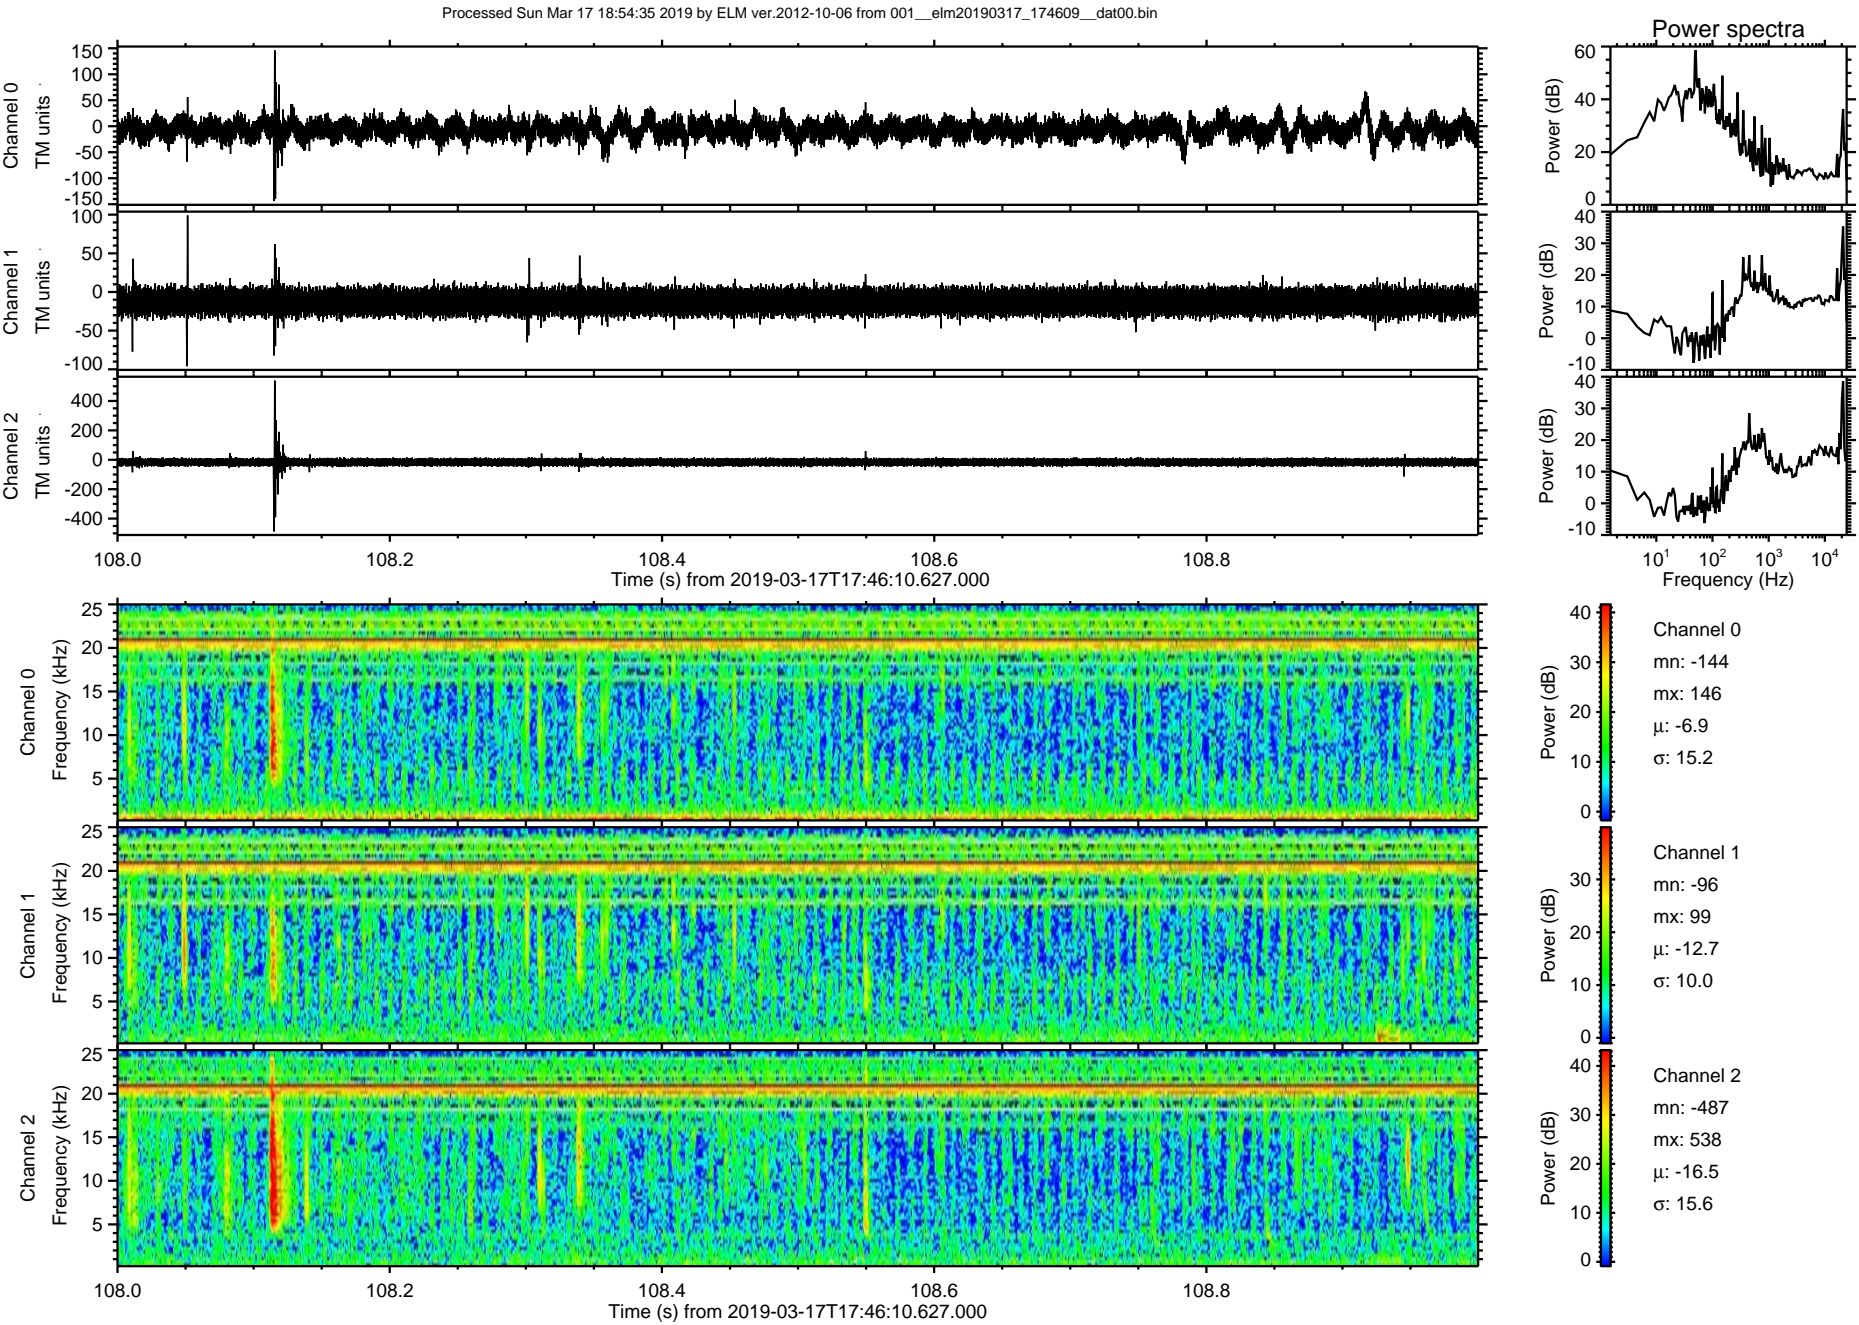 Processed Sun Mar 17 18:54:35 2019 by ELM ver.2012-10-06 from 001__elm20190317_174609__dat00.bin
Power spectra
Channel 0
TM units
150
100
50
0
-50
-100
-150
Power (dB)
60
40
20
0
Channel 1
TM units
100
50
0
-50
-100
Power (dB)
40
30
20
10
0
-10
Channel 2
TM units
400
200
0
-200
-400
Power (dB)
40
30
20
10
0
-10
108.0 108.2 108.4 108.6 108.8
Time (s) from 2019-03-17T17:46:10.627.000
10¹ 10² 10³ 10⁴
Frequency (Hz)
Channel 0
Frequency (kHz)
25
20
15
10
5
Power (dB)
40
30
20
10
0
Channel 0
mn: -144
mx: 146
μ: -6.9
σ: 15.2
Channel 1
Frequency (kHz)
25
20
15
10
5
Power (dB)
30
20
10
0
Channel 1
mn: -96
mx: 99
μ: -12.7
σ: 10.0
Channel 2
Frequency (kHz)
25
20
15
10
5
Power (dB)
40
30
20
10
0
Channel 2
mn: -487
mx: 538
μ: -16.5
σ: 15.6
108.0 108.2 108.4 108.6 108.8
Time (s) from 2019-03-17T17:46:10.627.000